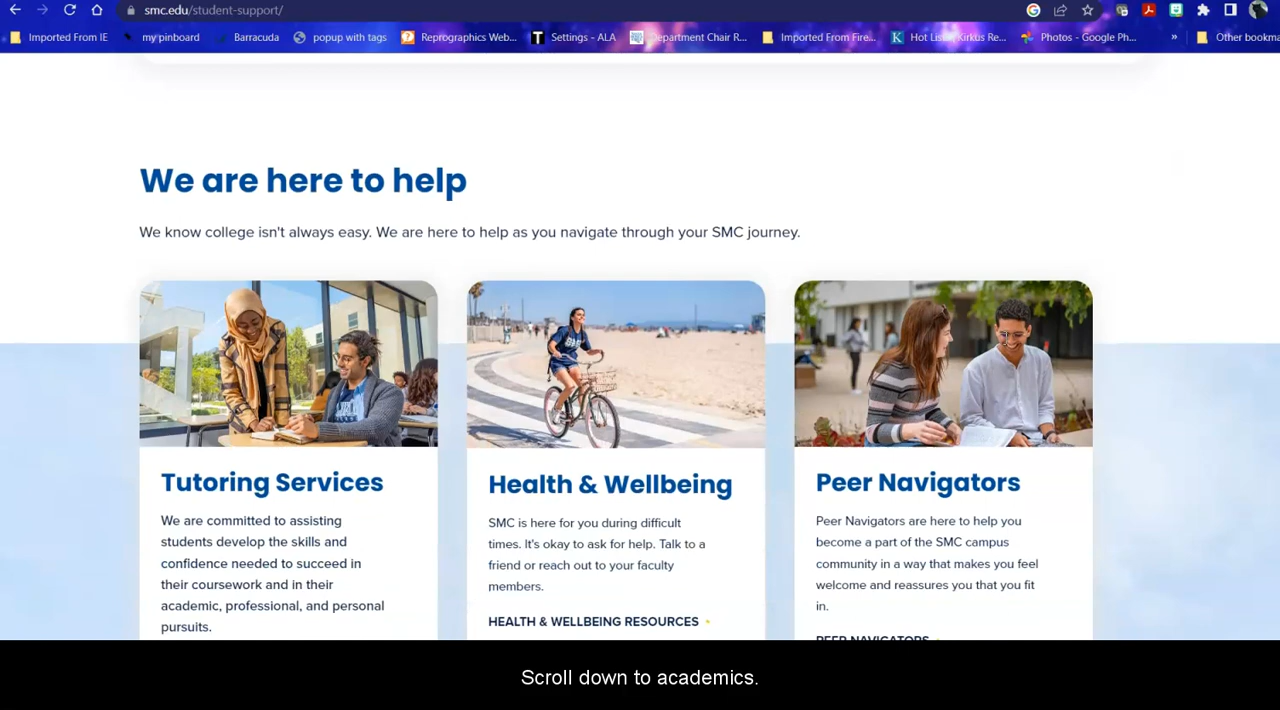 smc.edu/student-support/
Imported From IE
my pinboard
Barracuda
popup with tags
Reprographics Web...
Settings - ALA
Department Chair R...
Imported From Fire...
Hot List | Kirkus Re...
Photos - Google Ph...
»
Other bookma
We are here to help
We know college isn't always easy. We are here to help as you navigate through your SMC journey.
Tutoring Services
We are committed to assisting
students develop the skills and
confidence needed to succeed in
their coursework and in their
academic, professional, and personal
pursuits.
Health & Wellbeing
SMC is here for you during difficult
times. It's okay to ask for help. Talk to a
friend or reach out to your faculty
members.
HEALTH & WELLBEING RESOURCES
Peer Navigators
Peer Navigators are here to help you
become a part of the SMC campus
community in a way that makes you feel
welcome and reassures you that you fit
in.
PEER NAVIGATORS
Scroll down to academics.